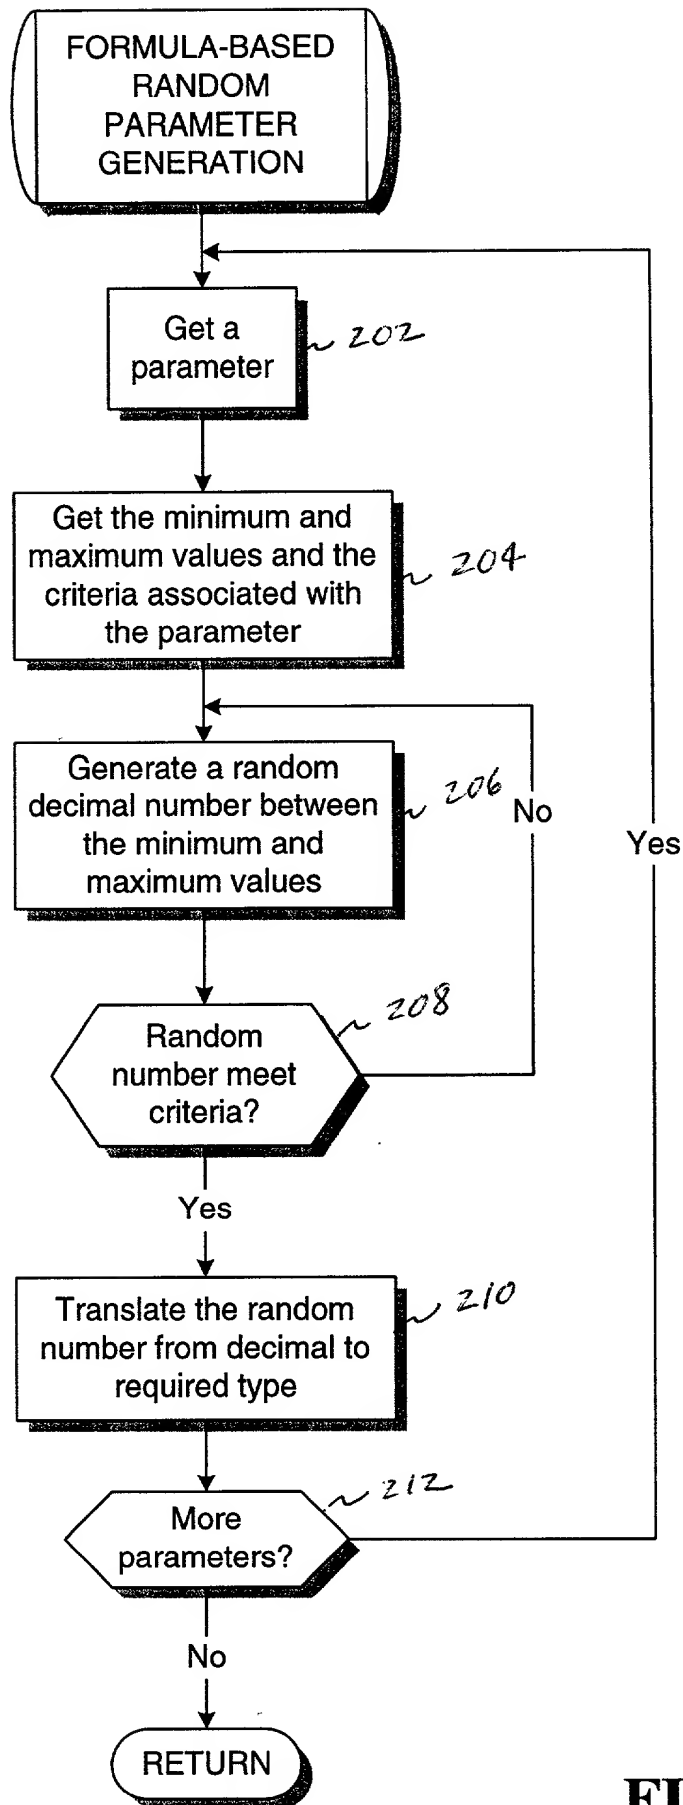 FORMULA-BASED
RANDOM
PARAMETER
GENERATION
Get a
parameter
202
Get the minimum and
maximum values and the
criteria associated with
the parameter
204
Generate a random
decimal number between
the minimum and
maximum values
206
No
Yes
Random
number meet
criteria?
208
Yes
Translate the random
number from decimal to
required type
210
More
parameters?
212
No
RETURN